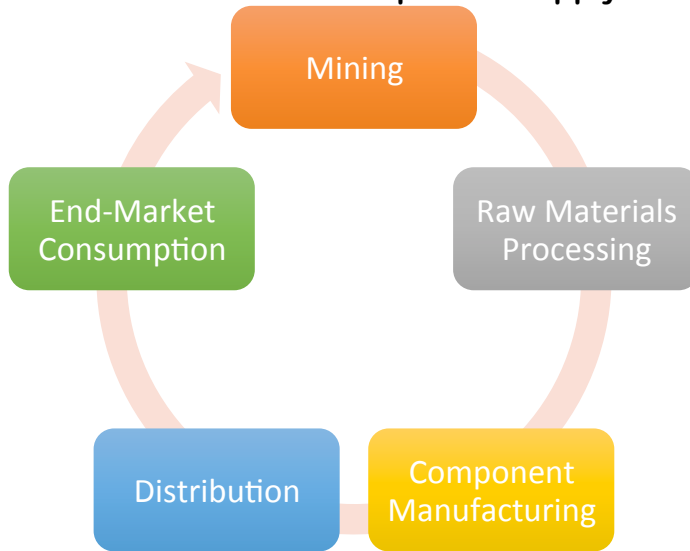 Mining
Raw Materials
Processing
Component
Manufacturing
Distribution
End-Market
Consumption